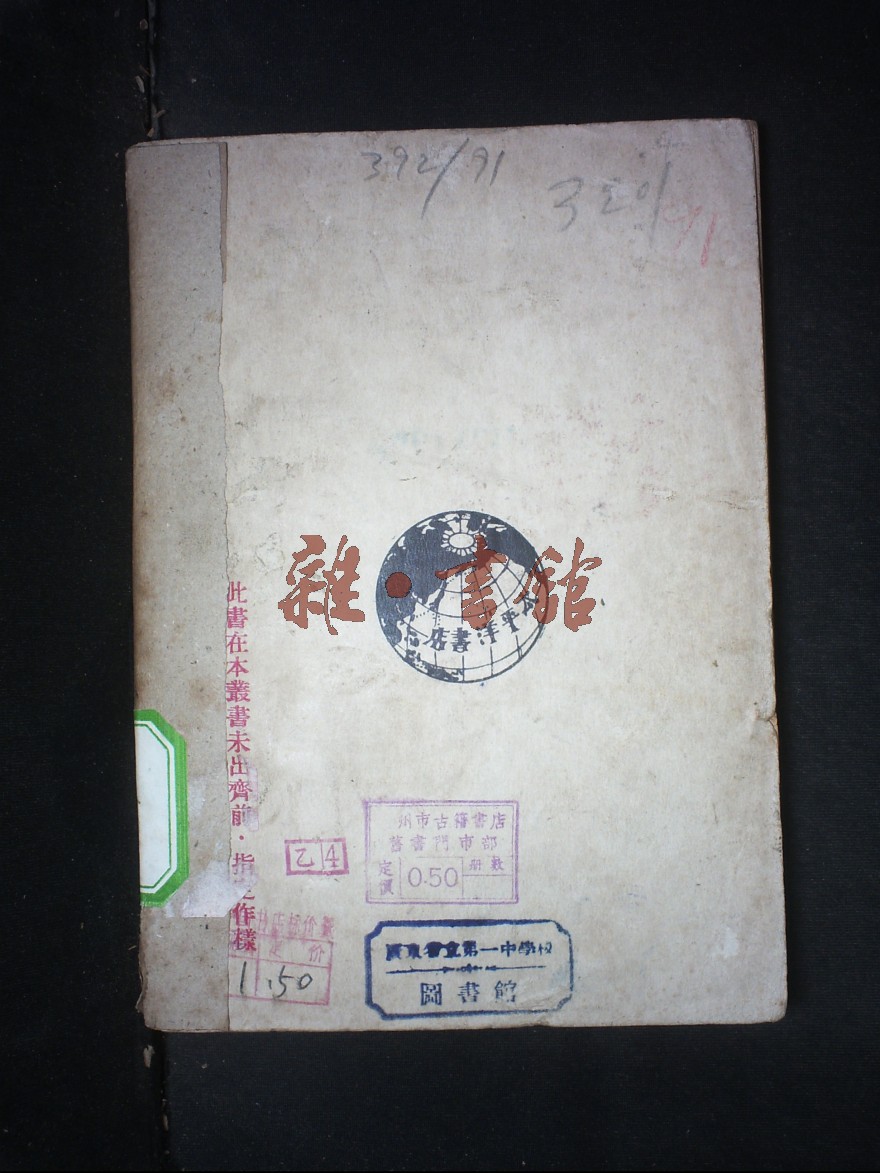 392/91
320/
雜·書館
太平洋書店
此書在本叢書未出齊前·指定作樣
乙 4
州市古籍書店
舊書門市部
定價
0.50
册數
定價
1.50
廣東省立第一中學校
圖書館